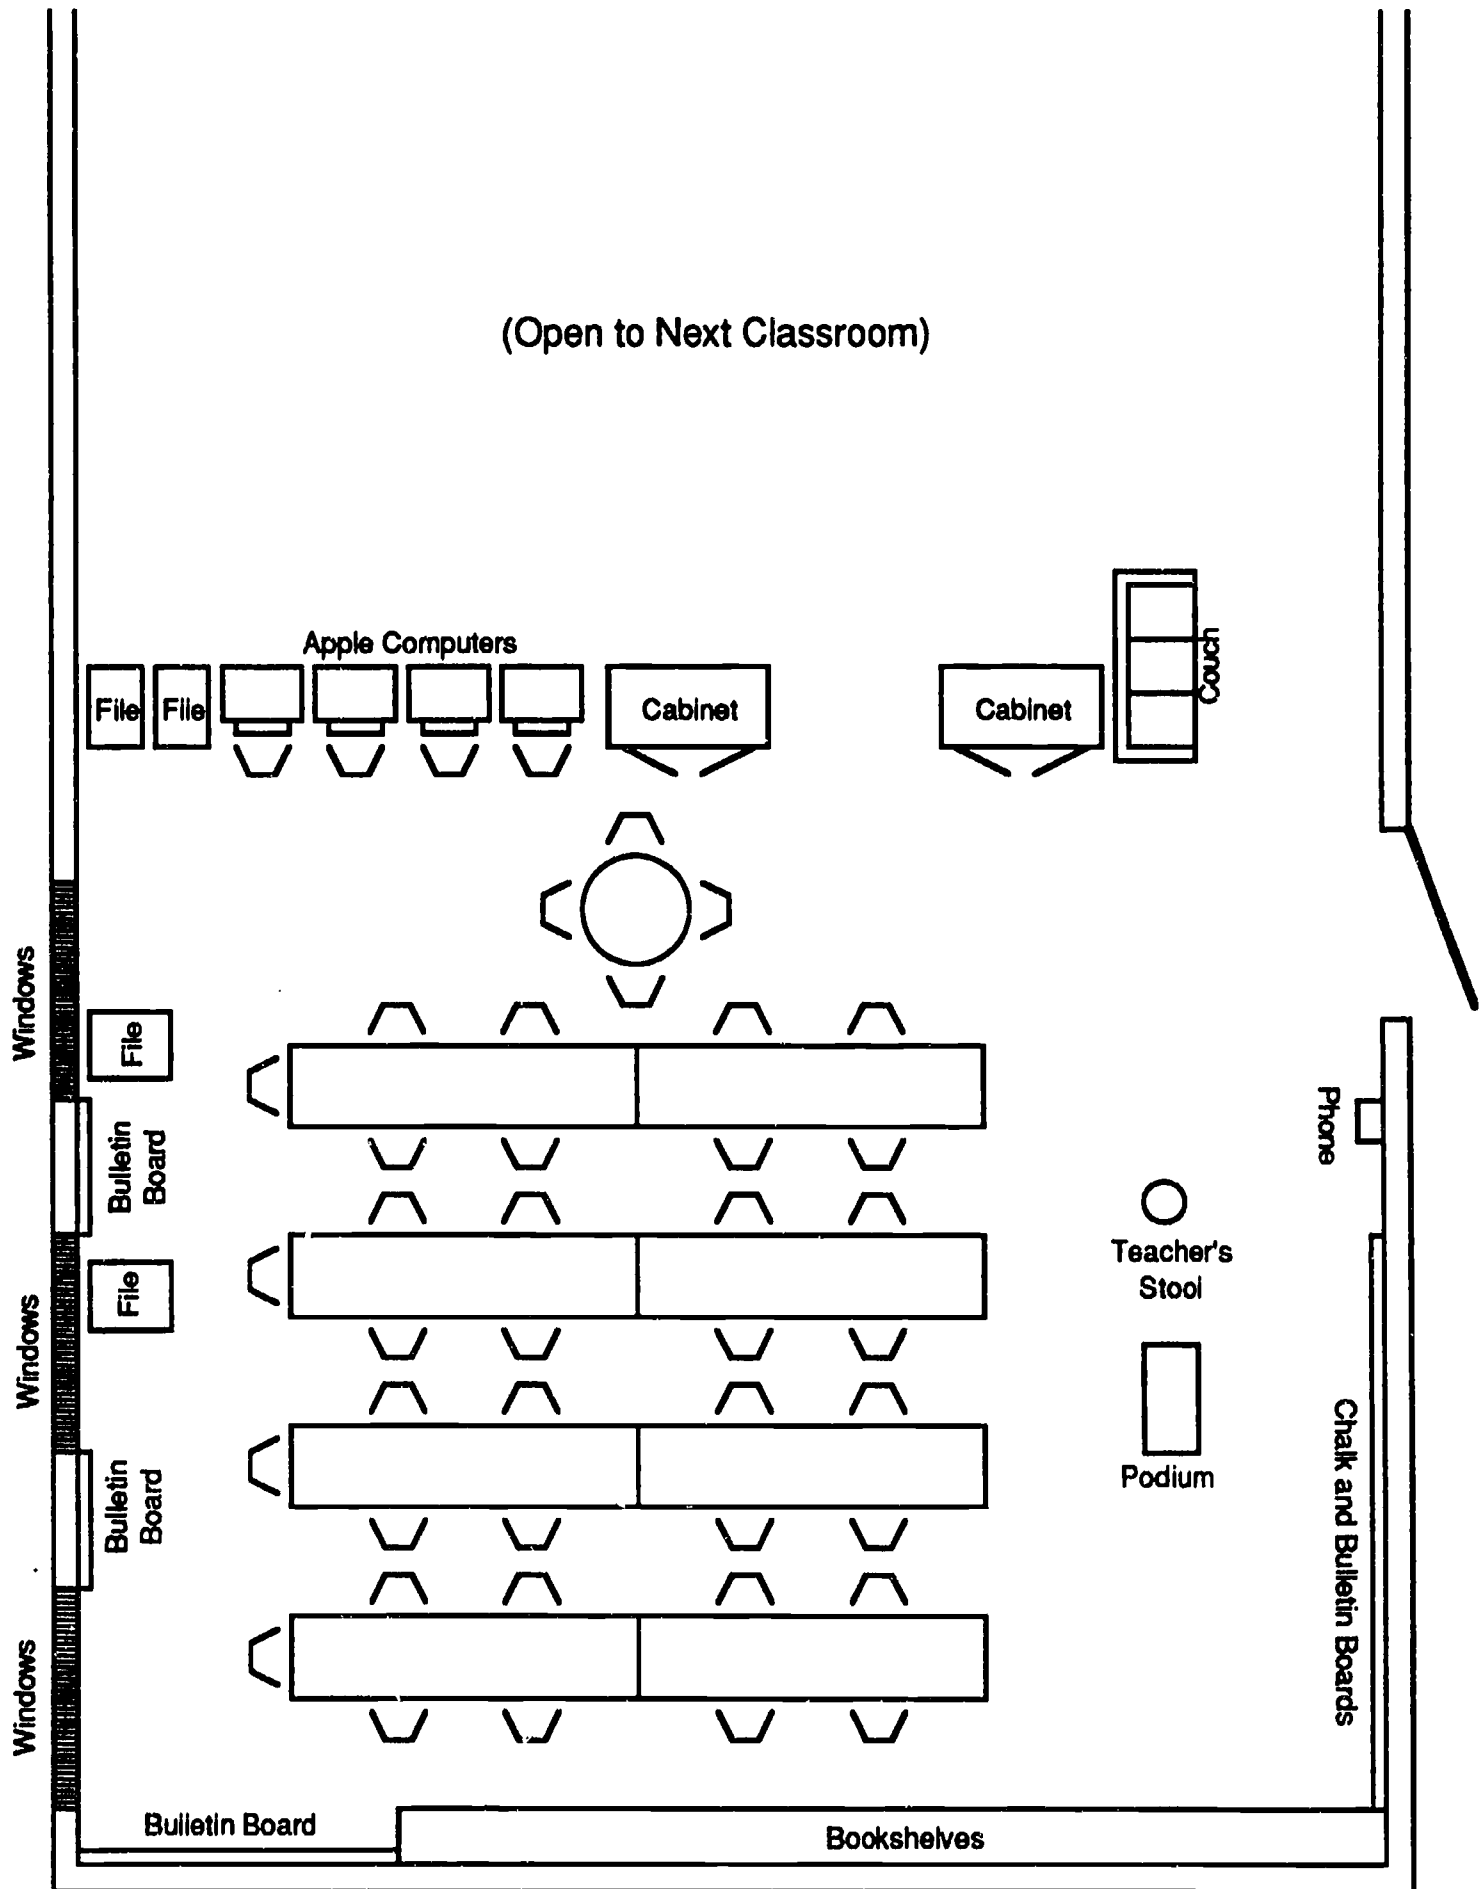 (Open to Next Classroom)
Apple Computers
File
File
Cabinet
Cabinet
Couch
Windows
File
Bulletin
Board
Phone
Teacher's
Stool
File
Windows
Podium
Bulletin
Board
Chalk and Bulletin Boards
Windows
Bulletin Board
Bookshelves